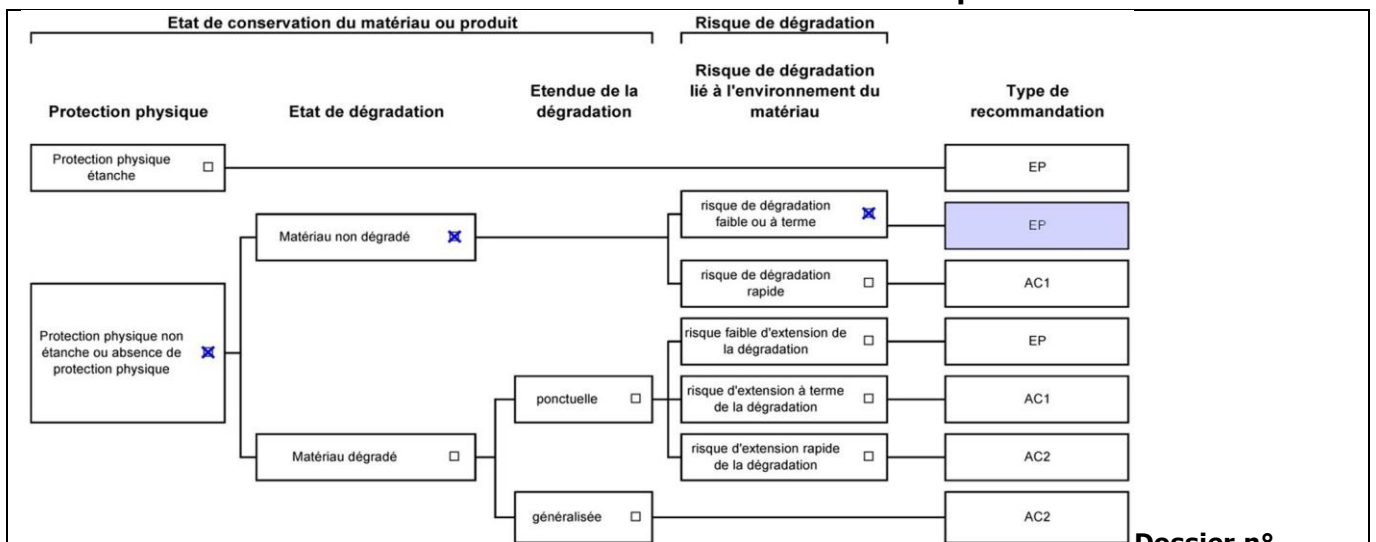 Etat de conservation du matériau ou produit
Risque de dégradation
Protection physique
Etat de dégradation
Etendue de la
dégradation
Risque de dégradation
lié à l'environnement du
matériau
Type de
recommandation
Protection physique
étanche
EP
risque de dégradation
faible ou à terme
EP
Matériau non dégradé
risque de dégradation
rapide
AC1
Protection physique non
étanche ou absence de
protection physique
risque faible d'extension de
la dégradation
EP
ponctuelle
risque d'extension à terme
de la dégradation
AC1
Matériau dégradé
risque d'extension rapide
de la dégradation
AC2
généralisée
AC2
Dossier n°